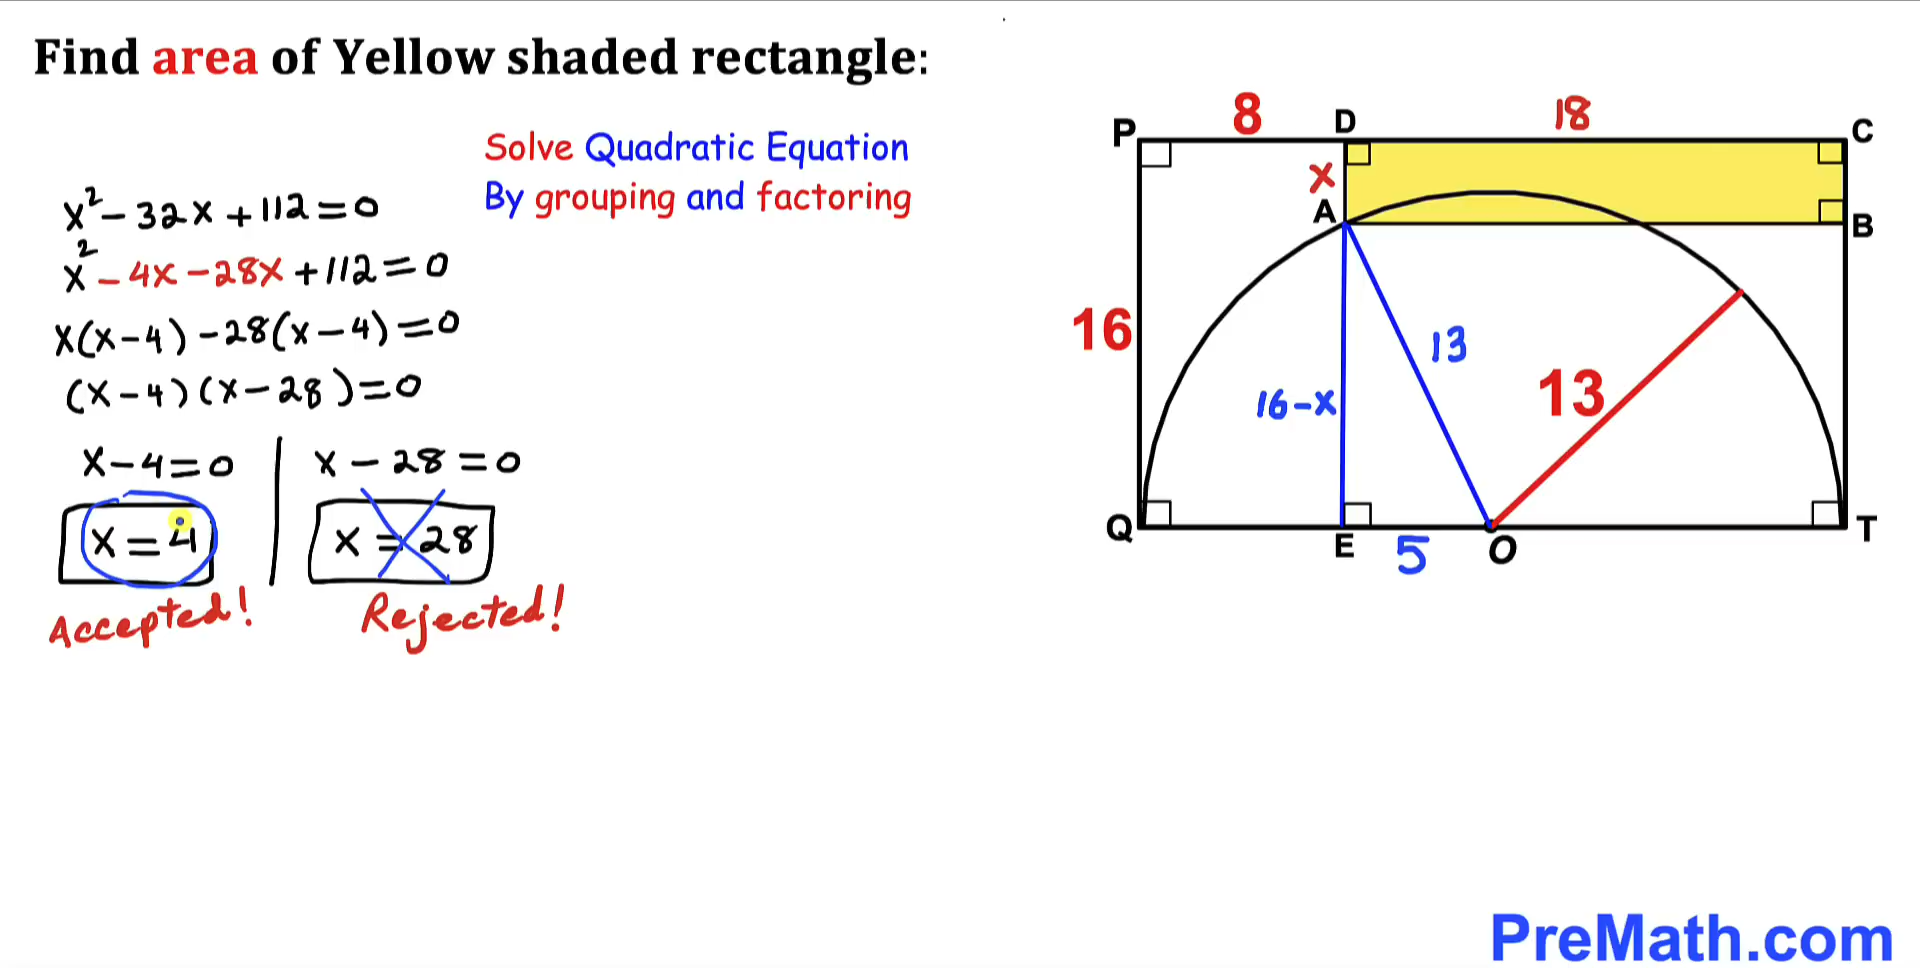 Find area of Yellow shaded rectangle:
Solve Quadratic Equation
By grouping and factoring
x² - 32x + 112 = 0
x² - 4x - 28x + 112 = 0
x(x - 4) - 28(x - 4) = 0
(x - 4)(x - 28) = 0
x - 4 = 0
x - 28 = 0
x = 4
x = 28
Accepted!
Rejected!
8
18
P
D
C
x
A
B
16
13
13
16-x
Q
E
5
O
T
PreMath.com